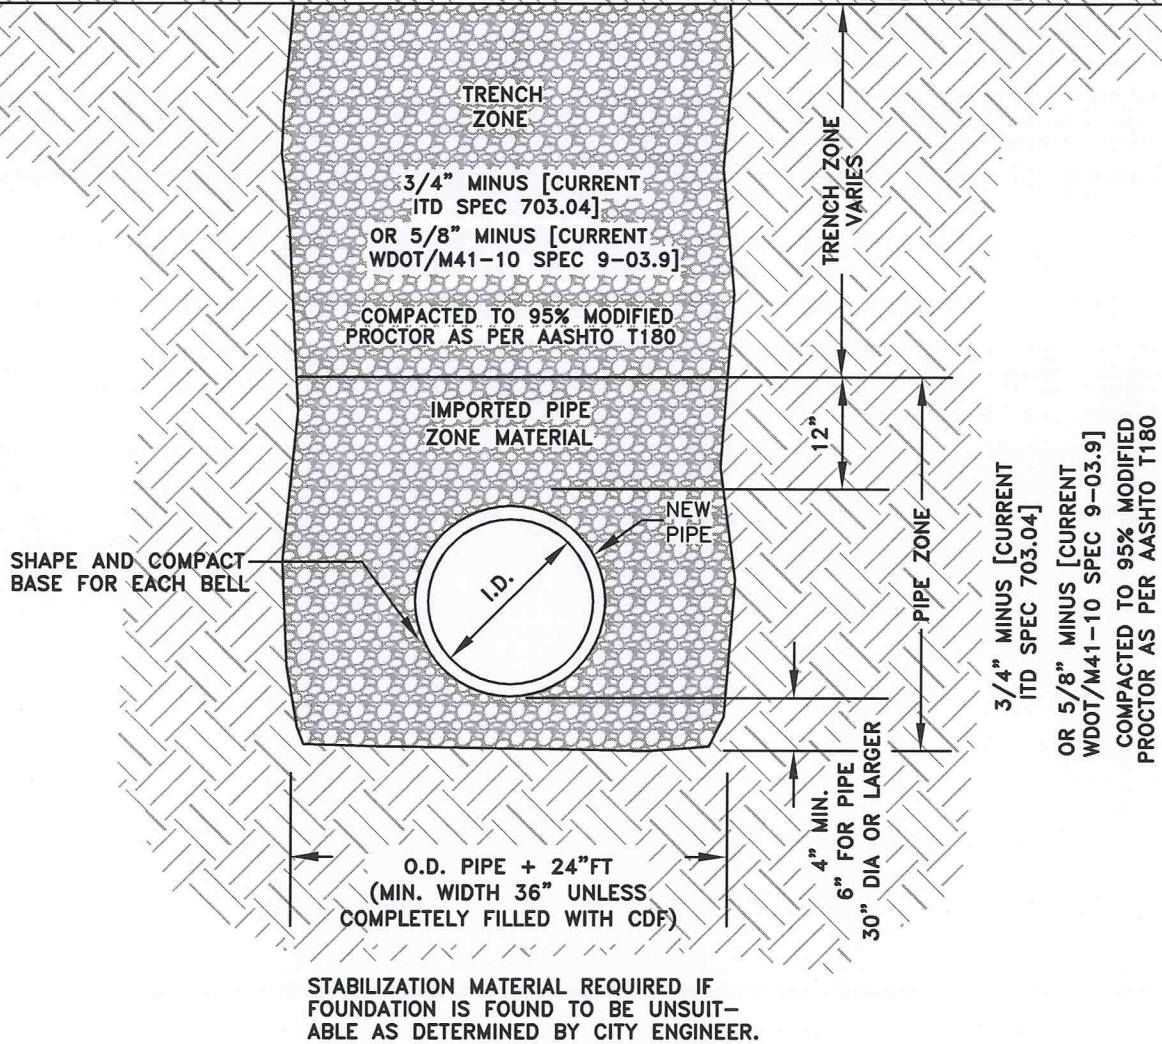 TRENCH
ZONE
3/4" MINUS [CURRENT
ITD SPEC 703.04]
OR 5/8" MINUS [CURRENT
WDOT/M41-10 SPEC 9-03.9]
COMPACTED TO 95% MODIFIED
PROCTOR AS PER AASHTO T180
TRENCH ZONE
VARIES
IMPORTED PIPE
ZONE MATERIAL
12"
NEW
PIPE
SHAPE AND COMPACT
BASE FOR EACH BELL
I.D.
PIPE ZONE
3/4" MINUS [CURRENT
ITD SPEC 703.04]
OR 5/8" MINUS [CURRENT
WDOT/M41-10 SPEC 9-03.9]
COMPACTED TO 95% MODIFIED
PROCTOR AS PER AASHTO T180
4" MIN.
6" FOR PIPE
30" DIA OR LARGER
O.D. PIPE + 24"FT
(MIN. WIDTH 36" UNLESS
COMPLETELY FILLED WITH CDF)
STABILIZATION MATERIAL REQUIRED IF
FOUNDATION IS FOUND TO BE UNSUIT-
ABLE AS DETERMINED BY CITY ENGINEER.